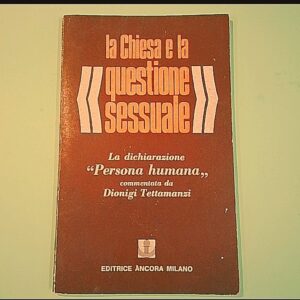 la Chiesa e la
« questione »
sessuale
La dichiarazione
“Persona humana„
commentata da
Dionigi Tettamanzi
EDITRICE ÀNCORA MILANO